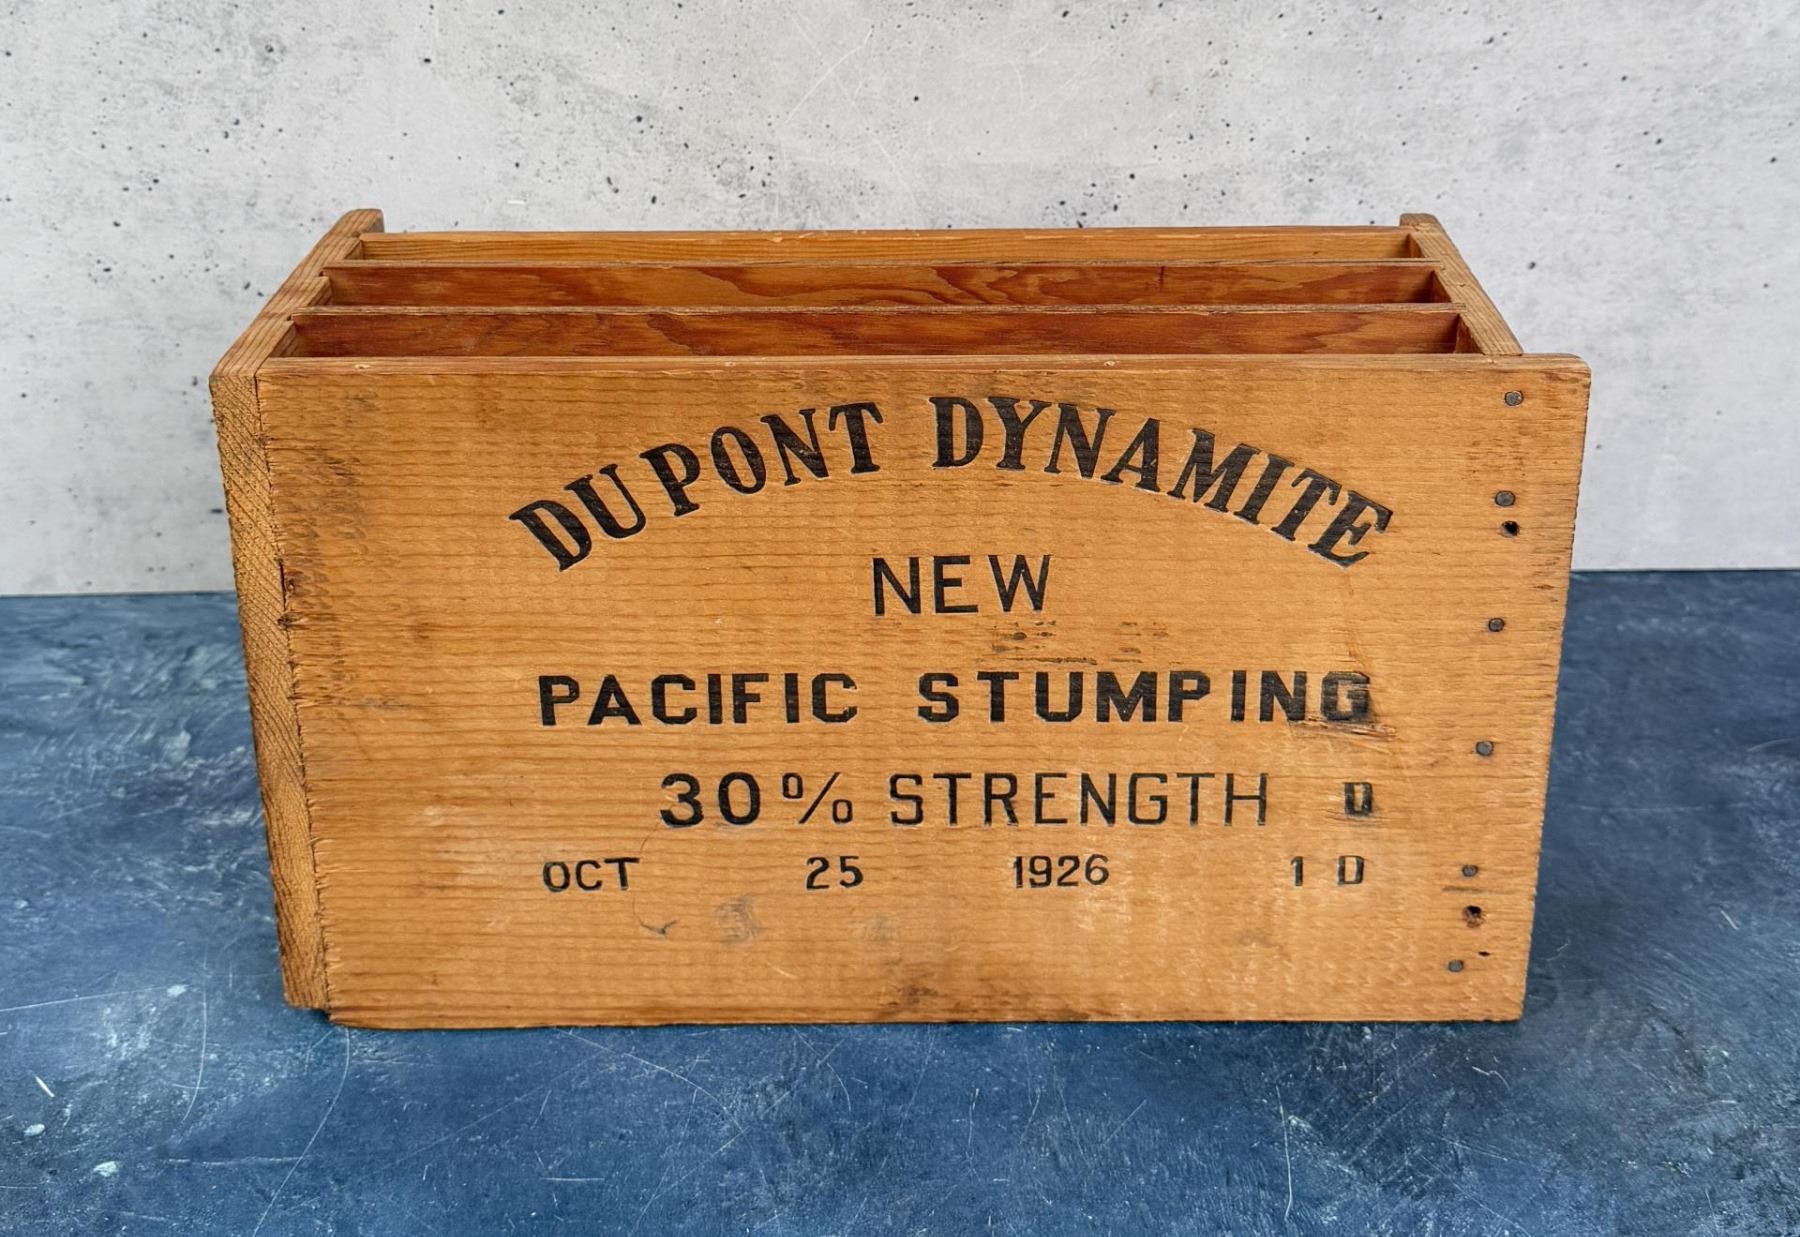 DUPONT DYNAMITE
NEW
PACIFIC STUMPING
30% STRENGTH D
OCT 25 1926 1 D